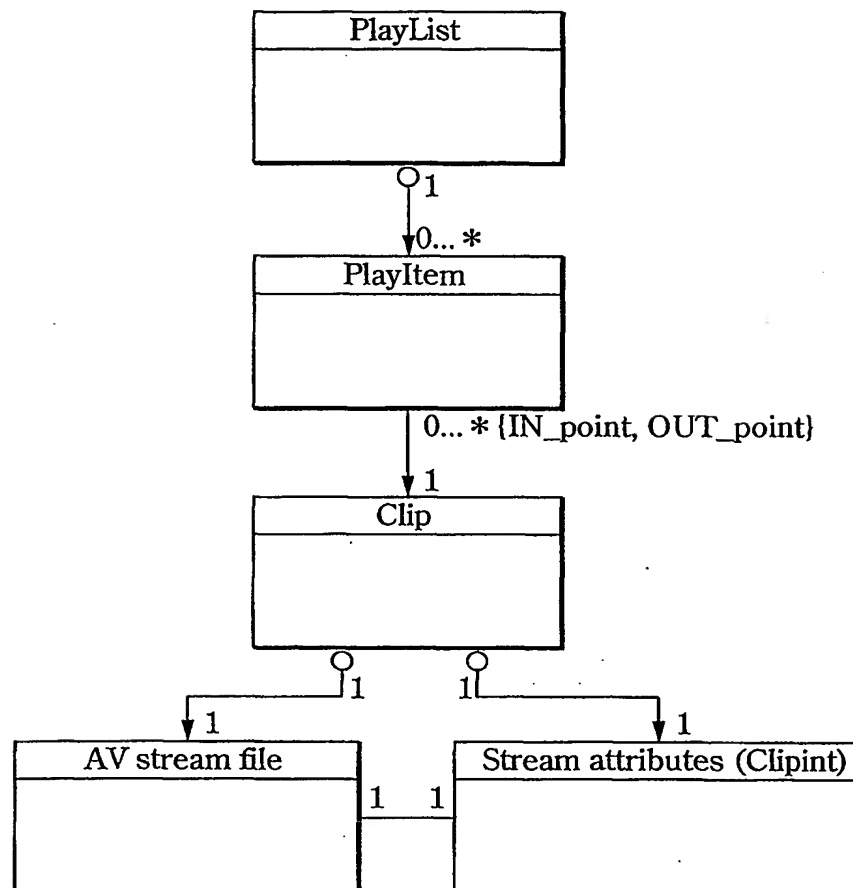 PlayList
1
0... *
PlayItem
0... * {IN_point, OUT_point}
1
Clip
1 1
1 1
AV stream file Stream attributes (Clipint)
1 1